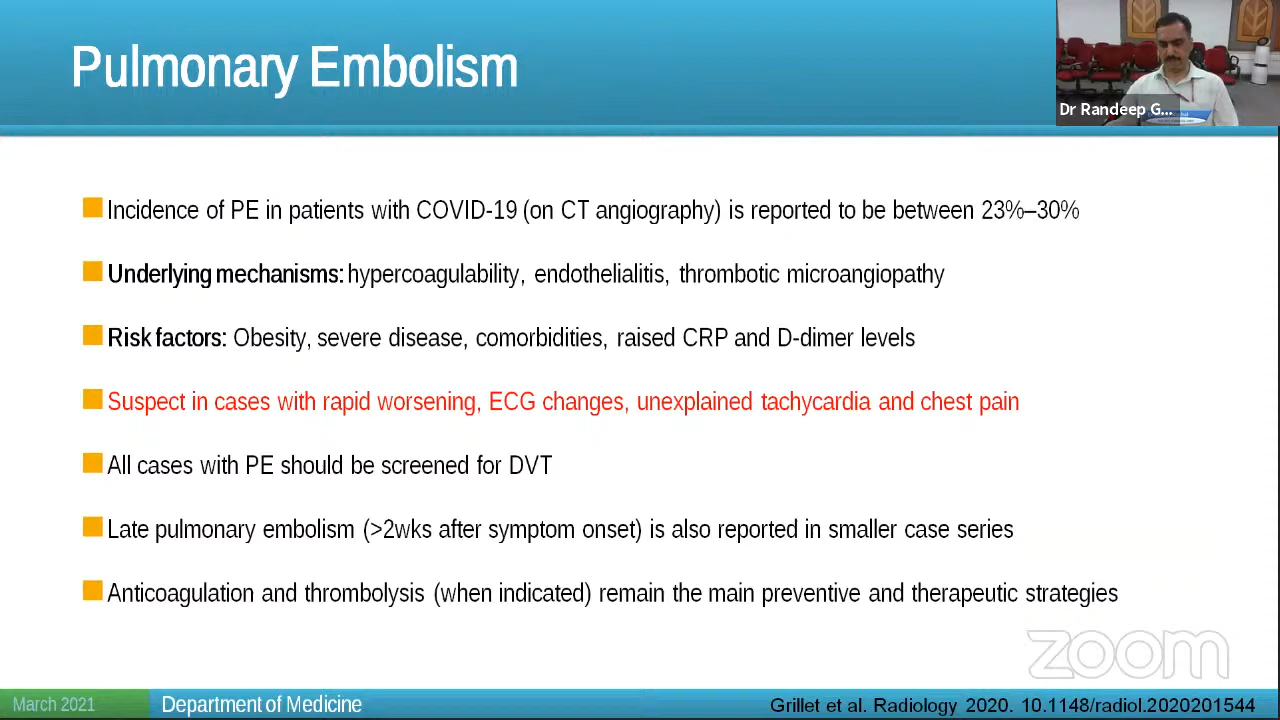 Pulmonary Embolism
Dr Randeep G...
Incidence of PE in patients with COVID-19 (on CT angiography) is reported to be between 23%–30%
Underlying mechanisms: hypercoagulability, endothelialitis, thrombotic microangiopathy
Risk factors: Obesity, severe disease, comorbidities, raised CRP and D-dimer levels
Suspect in cases with rapid worsening, ECG changes, unexplained tachycardia and chest pain
All cases with PE should be screened for DVT
Late pulmonary embolism (>2wks after symptom onset) is also reported in smaller case series
Anticoagulation and thrombolysis (when indicated) remain the main preventive and therapeutic strategies
zoom
March 2021
Department of Medicine
Grillet et al. Radiology 2020. 10.1148/radiol.2020201544